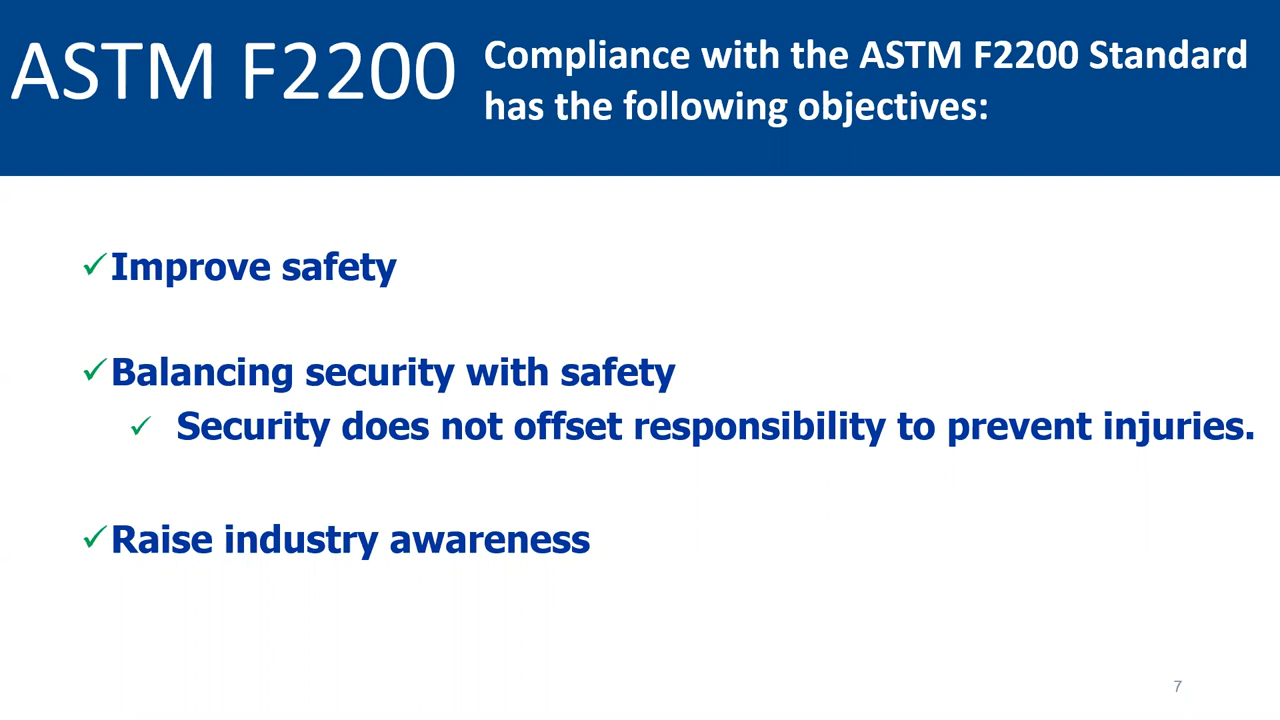 ASTM F2200
Compliance with the ASTM F2200 Standard
has the following objectives:
✓Improve safety
✓Balancing security with safety
✓ Security does not offset responsibility to prevent injuries.
✓Raise industry awareness
7